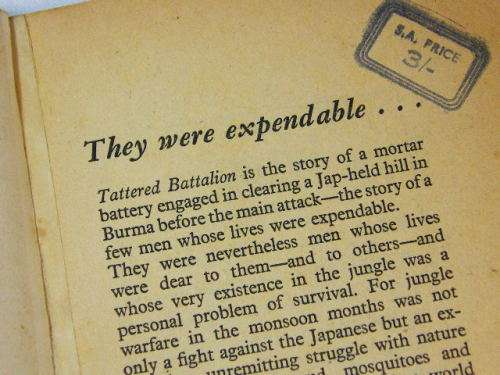 S.A. PRICE
3/-
They were expendable . . .
Tattered Battalion is the story of a mortar
battery engaged in clearing a Jap-held hill in
Burma before the main attack—the story of a
few men whose lives were expendable.
They were nevertheless men whose lives
were dear to them—and to others—and
whose very existence in the jungle was a
personal problem of survival. For jungle
warfare in the monsoon months was not
only a fight against the Japanese but an ex-
unremitting struggle with nature
mosquitoes and
world